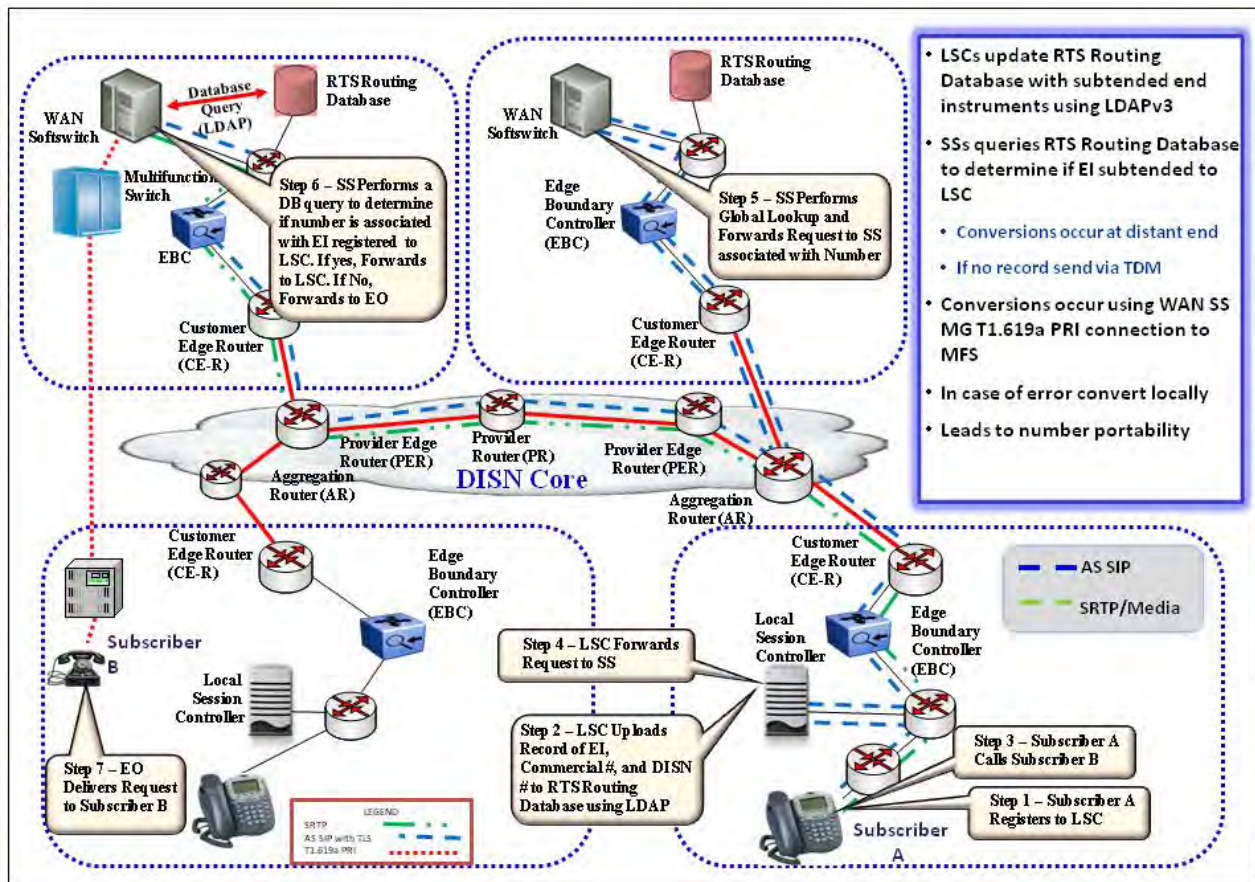 Database
Query
(LDAP)
RTS Routing
Database
WAN
Softswitch
Multifunction
Switch
EBC
Step 6 – SS Performs a
DB query to determine
if number is associated
with EI registered to
LSC. If yes, Forwards
to LSC. If No,
Forwards to EO
Customer
Edge Router
(CE-R)
RTS Routing
Database
WAN
Softswitch
Edge
Boundary
Controller
(EBC)
Step 5 – SS Performs
Global Lookup and
Forwards Request to SS
associated with Number
Customer
Edge Router
(CE-R)
• LSCs update RTS Routing
Database with subtended end
instruments using LDAPv3
• SSs queries RTS Routing Database
to determine if EI subtended to
LSC
• Conversions occur at distant end
• If no record send via TDM
• Conversions occur using WAN SS
MG T1.619a PRI connection to
MFS
• In case of error convert locally
• Leads to number portability
Provider Edge
Router (PER)
Provider
Router (PR)
Provider Edge
Router (PER)
Aggregation
Router (AR)
DISN Core
Aggregation
Router (AR)
Customer
Edge Router
(CE-R)
Edge
Boundary
Controller
(EBC)
Subscriber
B
Local
Session
Controller
Step 7 – EO
Delivers Request
to Subscriber B
LEGEND
SRTP
AS SIP with TLS
T1.619a PRI
Customer
Edge Router
(CE-R)
AS SIP
SRTP/Media
Local
Session
Controller
Edge
Boundary
Controller
(EBC)
Step 4 – LSC Forwards
Request to SS
Step 2 – LSC Uploads
Record of EI,
Commercial #, and DISN
# to RTS Routing
Database using LDAP
Step 3 – Subscriber A
Calls Subscriber B
Step 1 – Subscriber A
Registers to LSC
Subscriber
A